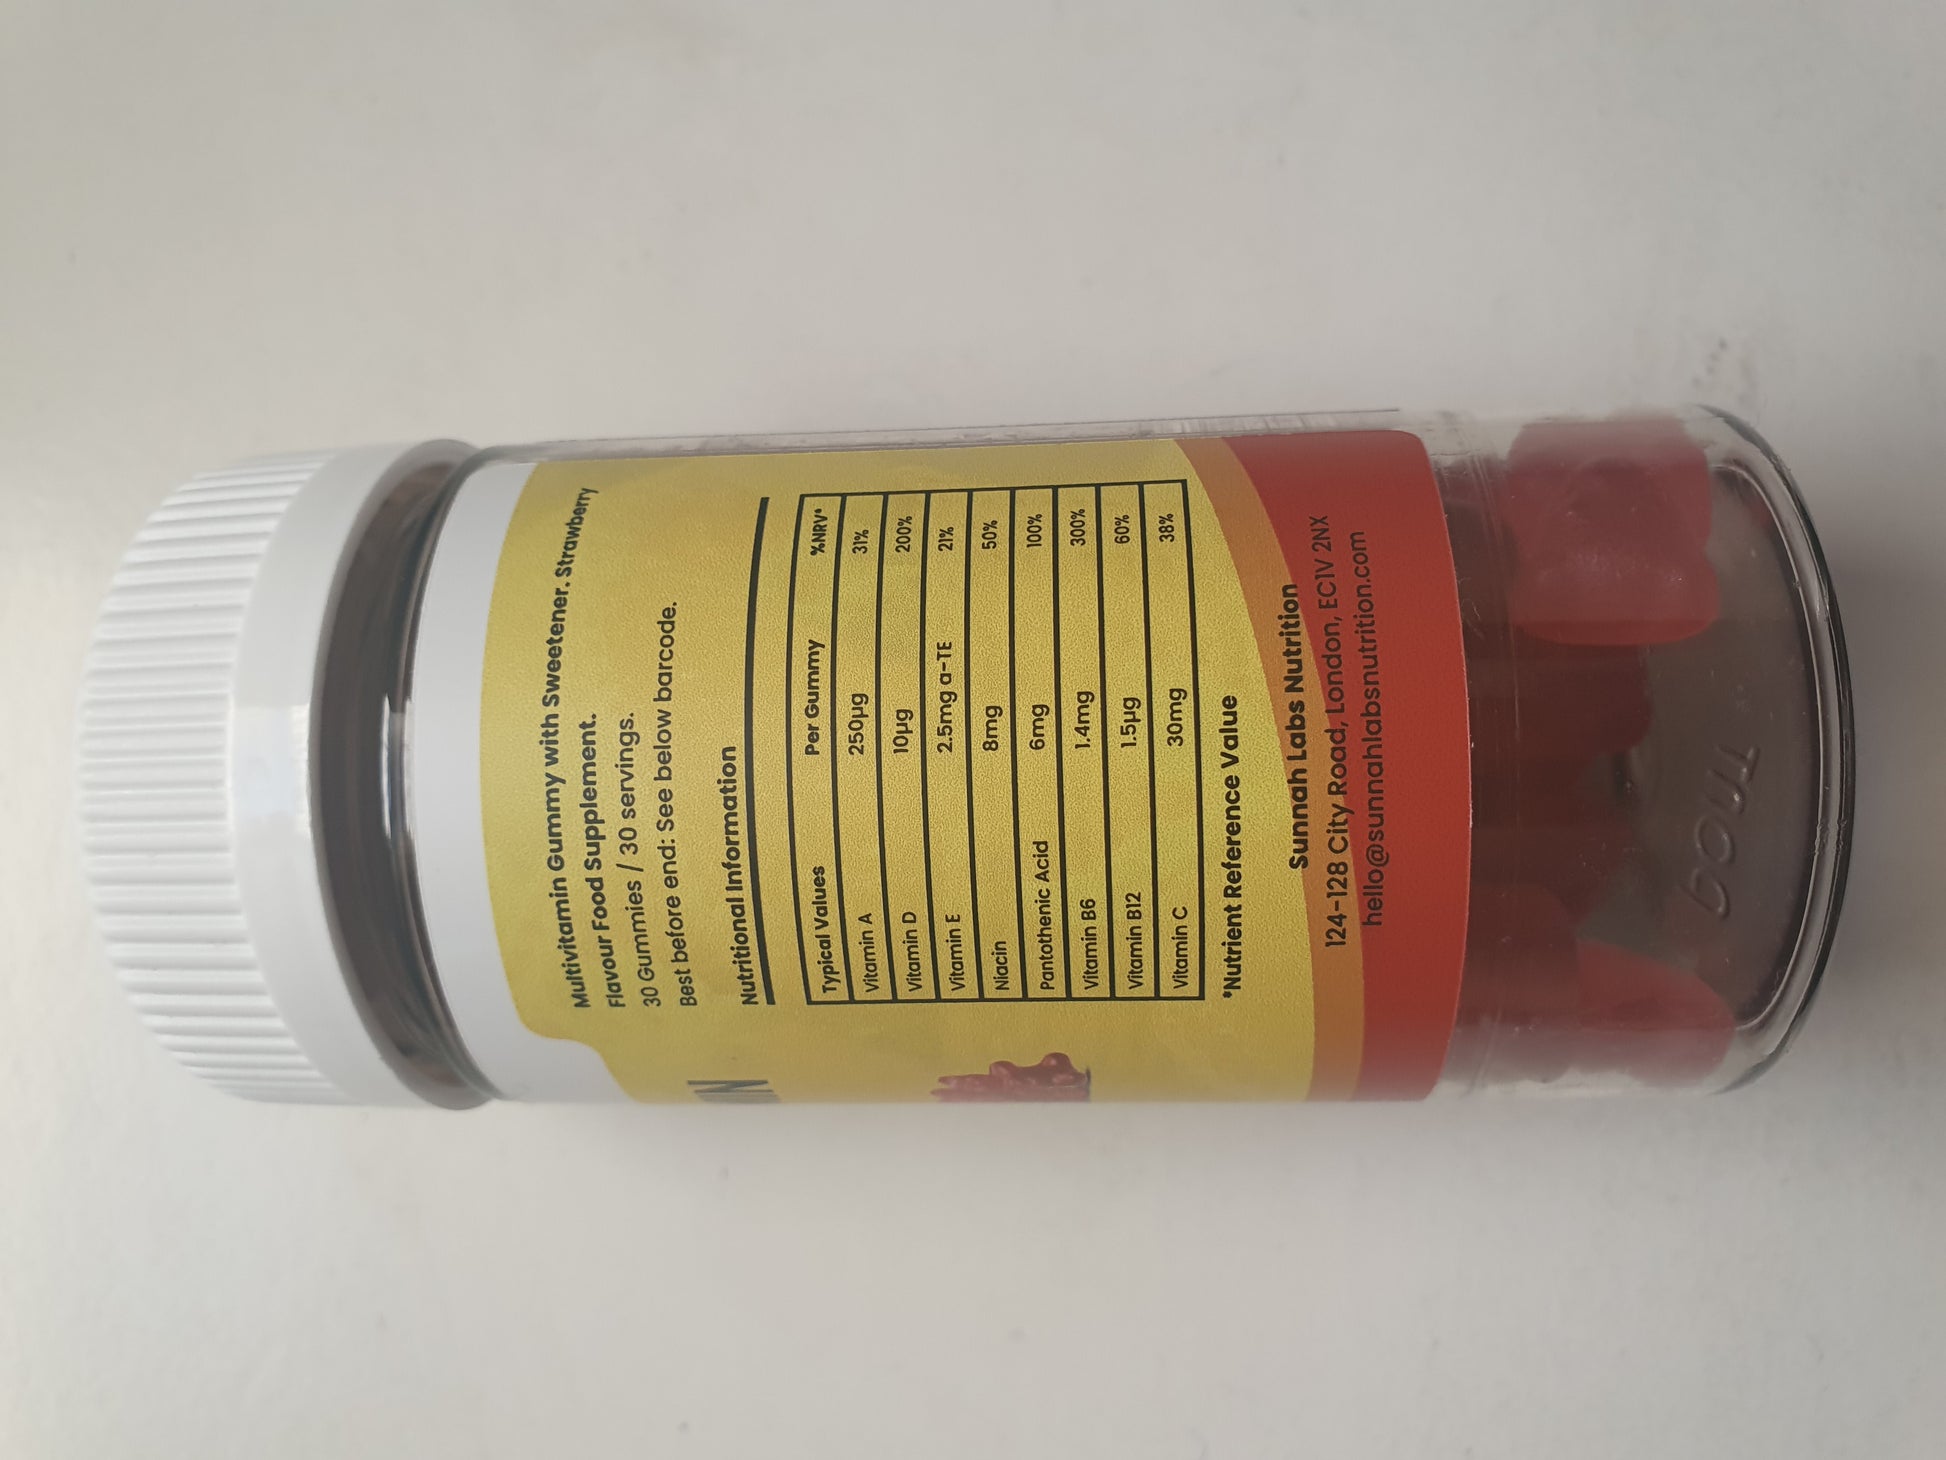 Multivitamin Gummy with Sweetener. Strawberry
Flavour Food Supplement.
30 Gummies / 30 servings.
Best before end: See below barcode.
Nutritional Information
Typical Values Per Gummy %NRV*
Vitamin A 250µg 31%
Vitamin D 10µg 200%
Vitamin E 2.5mg a-TE 21%
Niacin 8mg 50%
Pantothenic Acid 6mg 100%
Vitamin B6 1.4mg 300%
Vitamin B12 1.5µg 60%
Vitamin C 30mg 38%
*Nutrient Reference Value
Sunnah Labs Nutrition
124-128 City Road, London, EC1V 2NX
hello@sunnahlabsnutrition.com